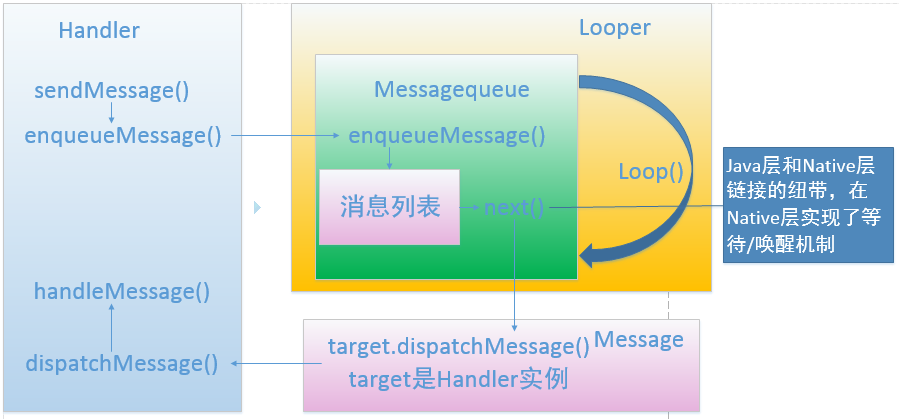 Handler
sendMessage()
enqueueMessage()
handleMessage()
dispatchMessage()
Looper
Messagequeue
enqueueMessage()
消息列表
next()
Loop()
Java层和Native层
链接的纽带，在
Native层实现了等
待/唤醒机制
Message
target.dispatchMessage()
target是Handler实例